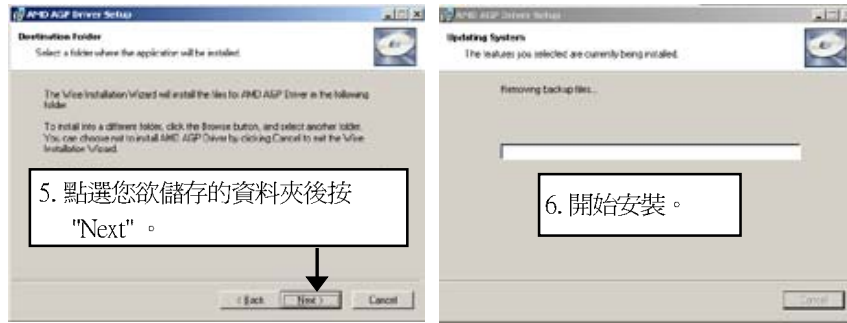 AMD AGP Driver Setup
Destination Folder
Select a folder where the application will be installed.
The Wise Installation Wizard will install the files for AMD AGP Driver in the following
folder.
To install into a different folder, click the Browse button, and select another folder.
You can choose not to install AMD AGP Driver by clicking Cancel to exit the Wise
Installation Wizard.
5. 點選您欲儲存的資料夾後按
"Next" 。
< Back
Next >
Cancel
AMD AGP Driver Setup
Updating System
The features you selected are currently being installed.
Removing backup files...
6. 開始安裝。
Cancel